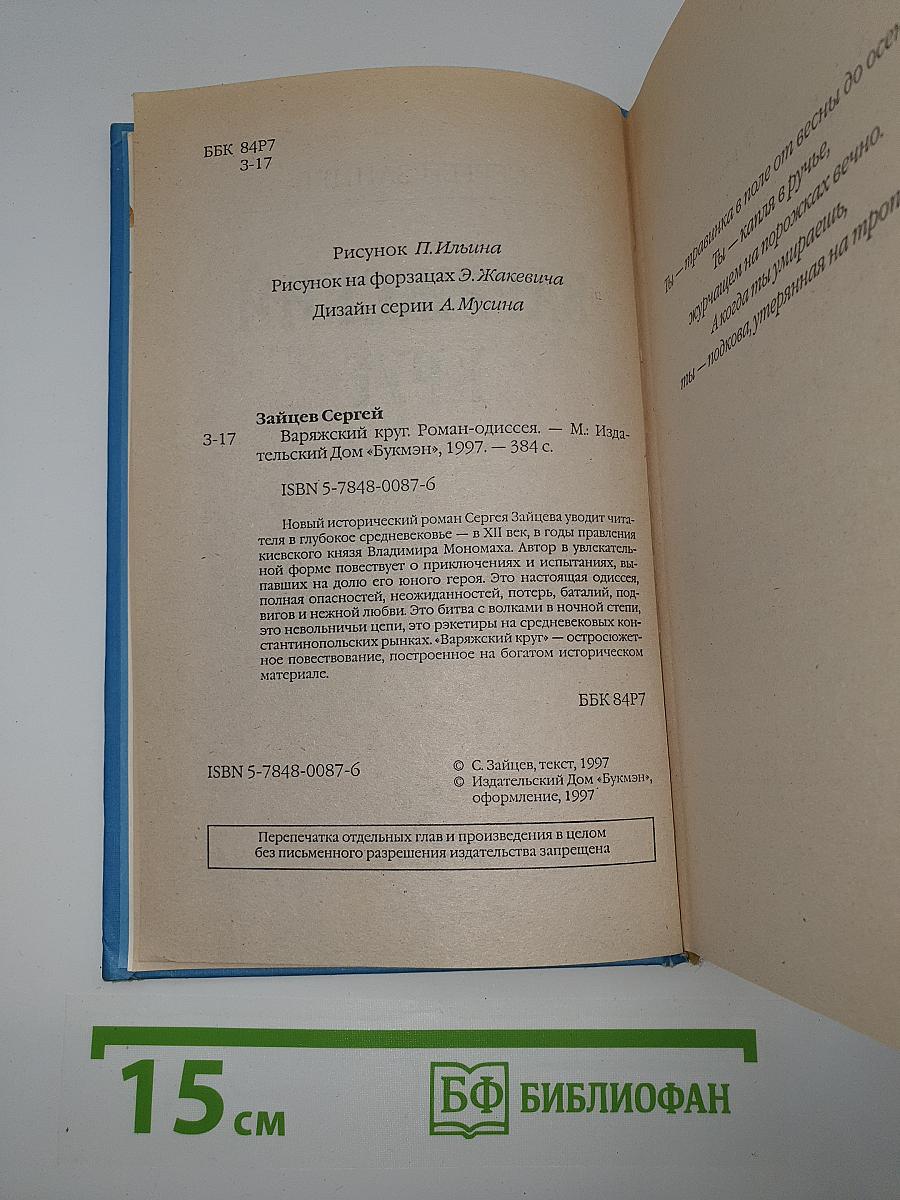 ББК 84Р7
З-17
Рисунок П. Ильина
Рисунок на форзацах Э. Жакевича
Дизайн серии А. Мусина
Зайцев Сергей
З-17 Варяжский круг. Роман-одиссея. — М.: Изда-
тельский Дом «Букмэн», 1997. — 384 с.
ISBN 5-7848-0087-6
Новый исторический роман Сергея Зайцева уводит чита-
теля в глубокое средневековье — в XII век, в годы правления
киевского князя Владимира Мономаха. Автор в увлекатель-
ной форме повествует о приключениях и испытаниях, вы-
павших на долю его юного героя. Это настоящая одиссея,
полная опасностей, неожиданностей, потерь, баталий, под-
вигов и нежной любви. Это битва с волками в ночной степи,
это невольничьи цепи, это рэкетиры на средневековых кон-
стантинопольских рынках. «Варяжский круг» — остросюжет-
ное повествование, построенное на богатом историческом
материале.
ББК 84Р7
ISBN 5-7848-0087-6
© С. Зайцев, текст, 1997
© Издательский Дом «Букмэн»,
оформление, 1997
Перепечатка отдельных глав и произведения в целом
без письменного разрешения издательства запрещена
Ты — травинка в поле от весны до
Ты — капля в ручье,
журчащем на порожках вечно.
А когда ты умираешь,
ты — подкова, утерянная на
15 см
БФ БИБЛИОФАН